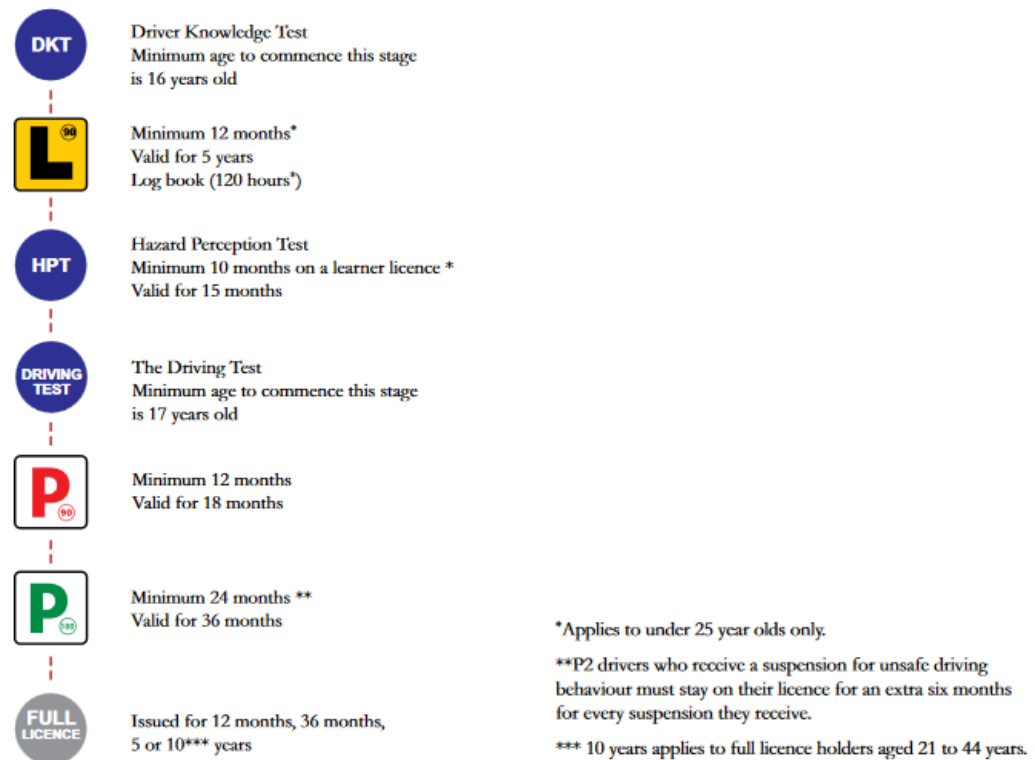 DKT
Driver Knowledge Test
Minimum age to commence this stage
is 16 years old
L 90
Minimum 12 months*
Valid for 5 years
Log book (120 hours*)
HPT
Hazard Perception Test
Minimum 10 months on a learner licence *
Valid for 15 months
DRIVING
TEST
The Driving Test
Minimum age to commence this stage
is 17 years old
P 90
Minimum 12 months
Valid for 18 months
P 100
Minimum 24 months **
Valid for 36 months
FULL
LICENCE
Issued for 12 months, 36 months,
5 or 10*** years
*Applies to under 25 year olds only.
**P2 drivers who receive a suspension for unsafe driving
behaviour must stay on their licence for an extra six months
for every suspension they receive.
*** 10 years applies to full licence holders aged 21 to 44 years.